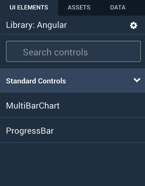 UI ELEMENTS ASSETS DATA
Library: Angular
Search controls
Standard Controls
MultiBarChart
ProgressBar